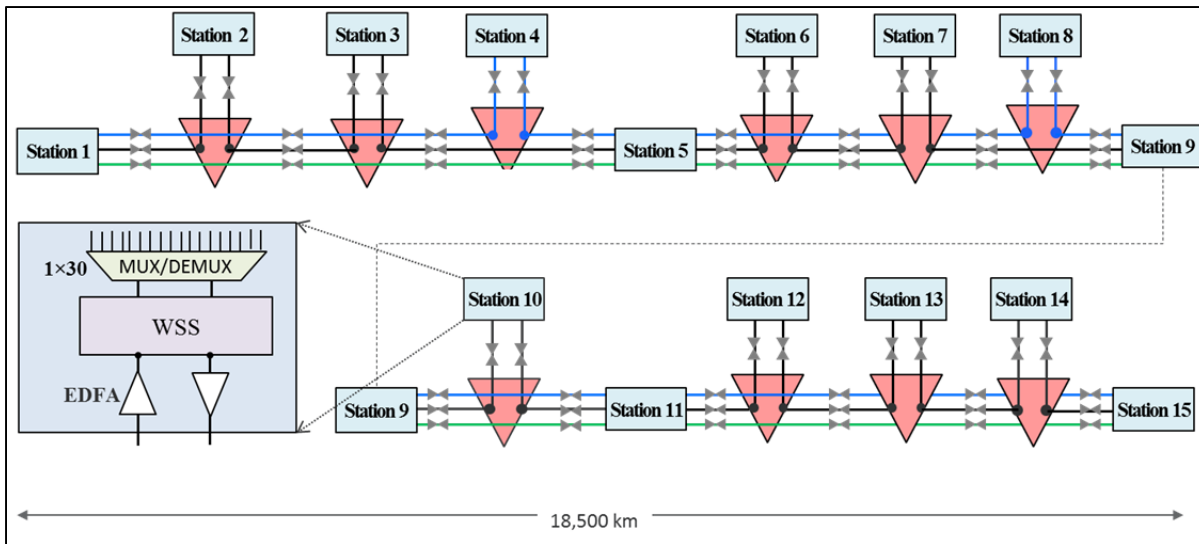 Station 2
Station 3
Station 4
Station 6
Station 7
Station 8
Station 1
Station 5
Station 9
1×30
MUX/DEMUX
WSS
EDFA
Station 10
Station 12
Station 13
Station 14
Station 9
Station 11
Station 15
18,500 km